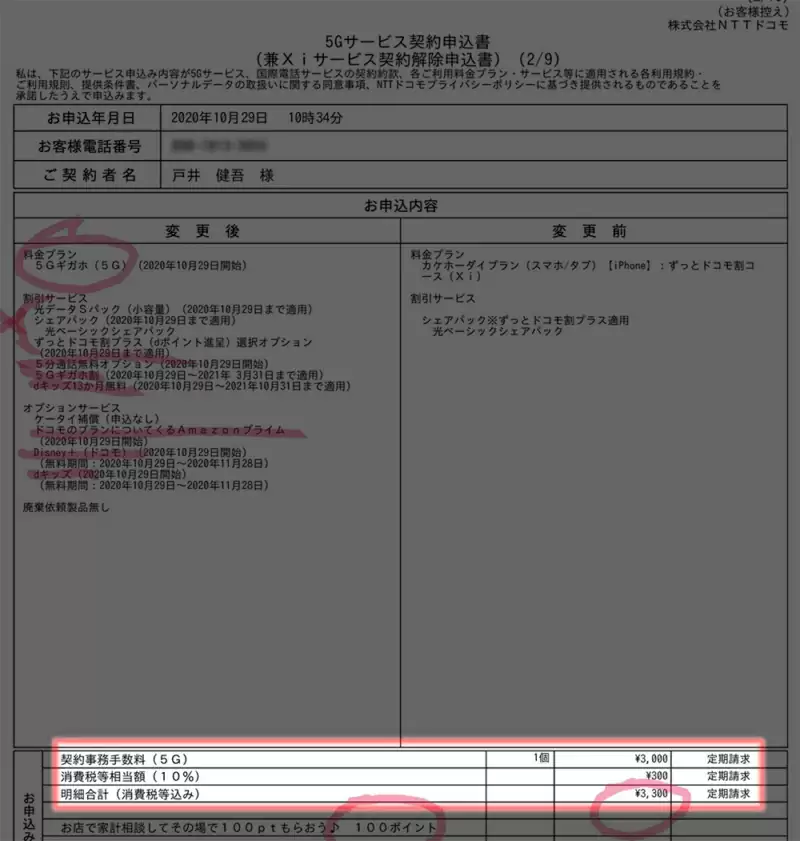 (お客様控え)
株式会社NTTドコモ
5Gサービス契約申込書
(兼Xiサービス契約解除申込書) (2/9)
私は、下記のサービス申込み内容が5Gサービス、国際電話サービスの契約約款、各ご利用料金プラン・サービス等に適用される各利用規約・
ご利用規則、提供条件書、パーソナルデータの取扱いに関する同意事項、NTTドコモプライバシーポリシーに基づき提供されるものであることを
承諾したうえで申込みます。
お申込年月日 2020年10月29日 10時34分
お客様電話番号
ご契約者名 戸井 健吾 様
お申込内容
変更後 変更前
料金プラン
5Gギガホ(5G) (2020年10月29日開始)
割引サービス
光データSパック(小容量) (2020年10月29日まで適用)
シェアパック(2020年10月29日まで適用)
光ベーシックシェアパック
ずっとドコモ割プラス(dポイント進呈)選択オプション
(2020年10月29日まで適用)
5分通話無料オプション(2020年10月29日開始)
5Gギガホ割(2020年10月29日~2021年 3月31日まで適用)
dキッズ13か月無料(2020年10月29日~2021年10月31日まで適用)
オプションサービス
ケータイ補償(申込なし)
ドコモのプランについてくるAmazonプライム
(2020年10月29日開始)
Disney+(ドコモ)(2020年10月29日開始)
(無料期間:2020年10月29日~2020年11月28日)
dキッズ(2020年10月29日開始)
(無料期間:2020年10月29日~2020年11月28日)
廃棄依頼製品無し
料金プラン
カケホーダイプラン(スマホ/タブ)【iPhone】:ずっとドコモ割コ
ース(Xi)
割引サービス
シェアパック※ずっとドコモ割プラス適用
光ベーシックシェアパック
お申込み
契約事務手数料(5G) 1個 ¥3,000 定期請求
消費税等相当額(10%) ¥300 定期請求
明細合計(消費税等込み) ¥3,300 定期請求
お店で家計相談してその場で100ptもらおう♪ 100ポイント